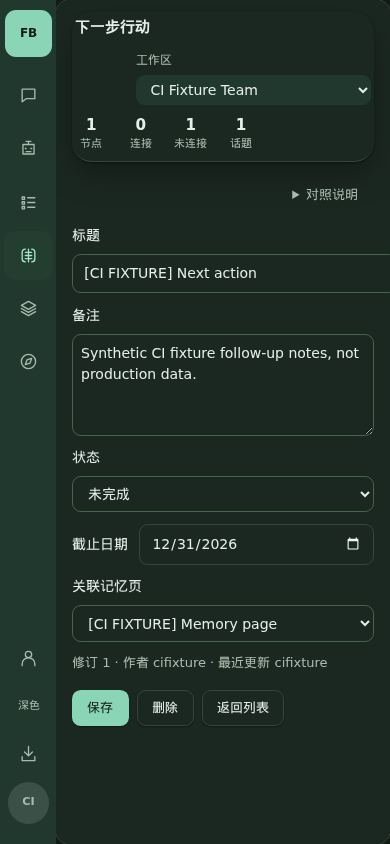 FB
下一步行动
工作区
CI Fixture Team
1 0 1 1
节点 连接 未连接 话题
▶ 对照说明
标题
[CI FIXTURE] Next action
备注
Synthetic CI fixture follow-up notes, not
production data.
状态
未完成
截止日期 12/31/2026
关联记忆页
[CI FIXTURE] Memory page
修订 1 · 作者 cifixture · 最近更新 cifixture
保存 删除 返回列表
深色
CI